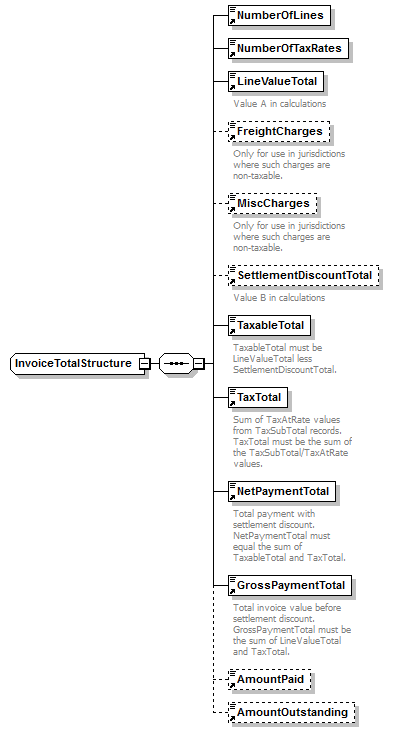 NumberOfLines
NumberOfTaxRates
LineValueTotal
Value A in calculations
FreightCharges
Only for use in jurisdictions
where such charges are
non-taxable.
MiscCharges
Only for use in jurisdictions
where such charges are
non-taxable.
SettlementDiscountTotal
Value B in calculations
InvoiceTotalStructure
TaxableTotal
TaxableTotal must be
LineValueTotal less
SettlementDiscountTotal.
TaxTotal
Sum of TaxAtRate values
from TaxSubTotal records.
TaxTotal must be the sum of
the TaxSubTotal/TaxAtRate
values.
NetPaymentTotal
Total payment with
settlement discount.
NetPaymentTotal must
equal the sum of
TaxableTotal and TaxTotal.
GrossPaymentTotal
Total invoice value before
settlement discount.
GrossPaymentTotal must be
the sum of LineValueTotal
and TaxTotal.
AmountPaid
AmountOutstanding